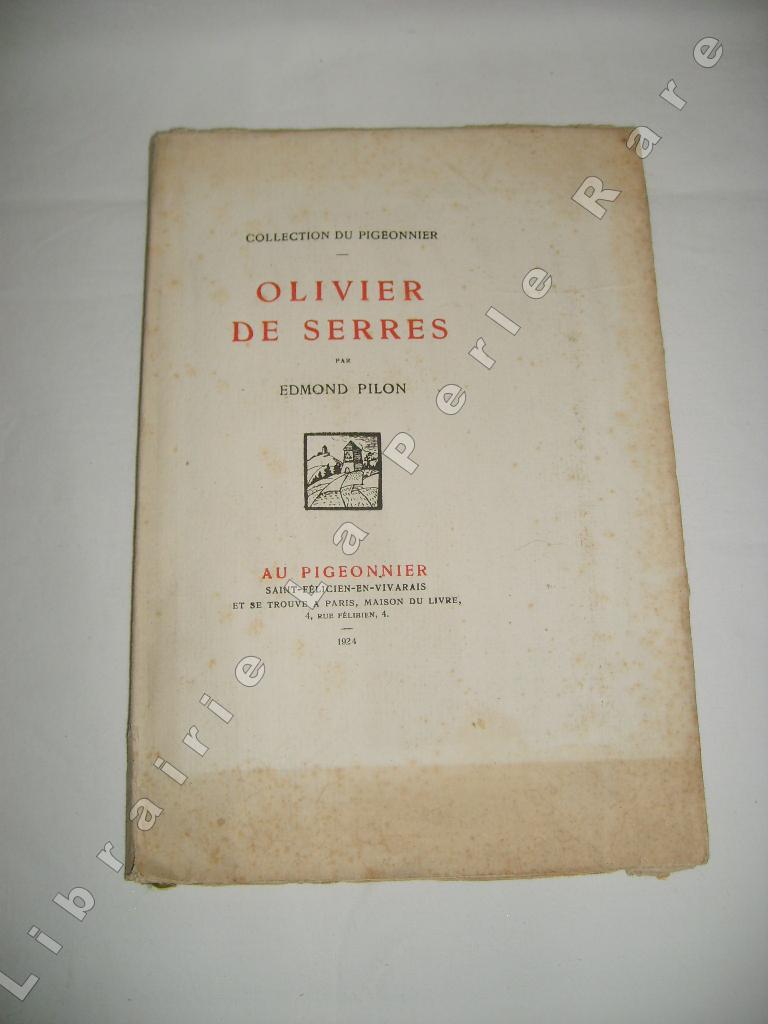 COLLECTION DU PIGEONNIER
OLIVIER
DE SERRES
PAR
EDMOND PILON
AU PIGEONNIER
SAINT-FÉLICIEN-EN-VIVARAIS
ET SE TROUVE A PARIS, MAISON DU LIVRE,
4, RUE FÉLIBIEN, 4.
1924
Librairie La Perle Rare